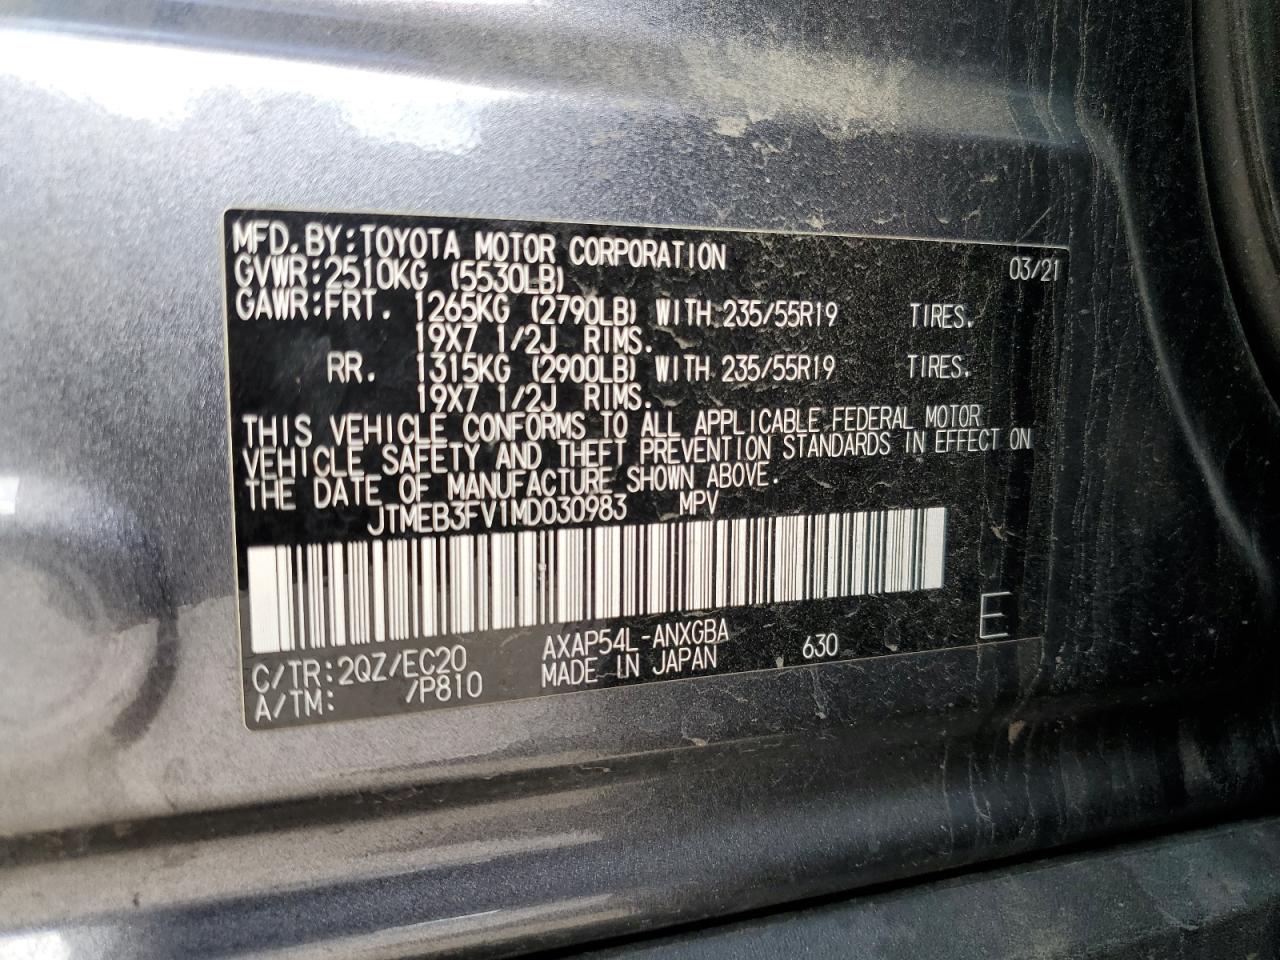 MFD.BY:TOYOTA MOTOR CORPORATION 03/21
GVWR:2510KG (5530LB)
GAWR:FRT. 1265KG (2790LB) WITH 235/55R19 TIRES.
19X7 1/2J RIMS.
RR. 1315KG (2900LB) WITH 235/55R19 TIRES.
19X7 1/2J RIMS.
THIS VEHICLE CONFORMS TO ALL APPLICABLE FEDERAL MOTOR
VEHICLE SAFETY AND THEFT PREVENTION STANDARDS IN EFFECT ON
THE DATE OF MANUFACTURE SHOWN ABOVE.
JTMEB3FV1MD030983 MPV
C/TR:2QZ/EC20 AXAP54L-ANXGBA 630 E
A/TM: /P810 MADE IN JAPAN